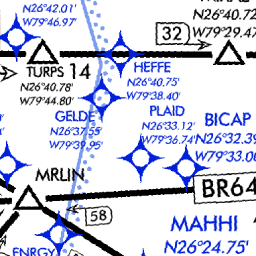 N26°42.01'
W79°46.97'
N26°40.72
W79°29.47
32
TURPS 14
N26°40.78'
W79°44.80'
HEFFE
N26°40.75'
W79°38.40'
GELDE
N26°37.55'
W79°39.95'
PLAID
N26°33.12'
W79°36.74'
BICAP
N26°32.39
W79°33.00
MRLIN
BR64
58
MAHHI
N26°24.75'
ENRGY